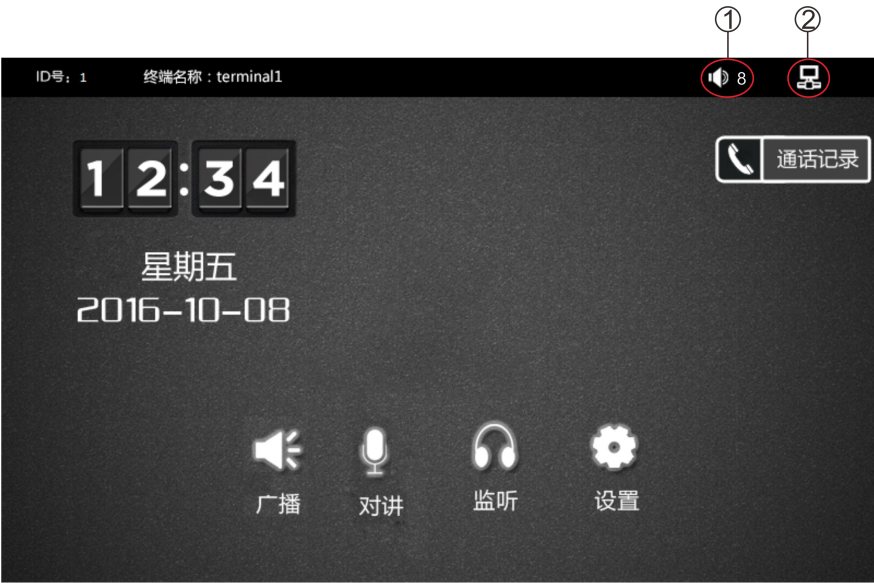 ① ②
ID号：1 终端名称：terminal1 8
通话记录
12:34
星期五
2016-10-08
广播 对讲 监听 设置